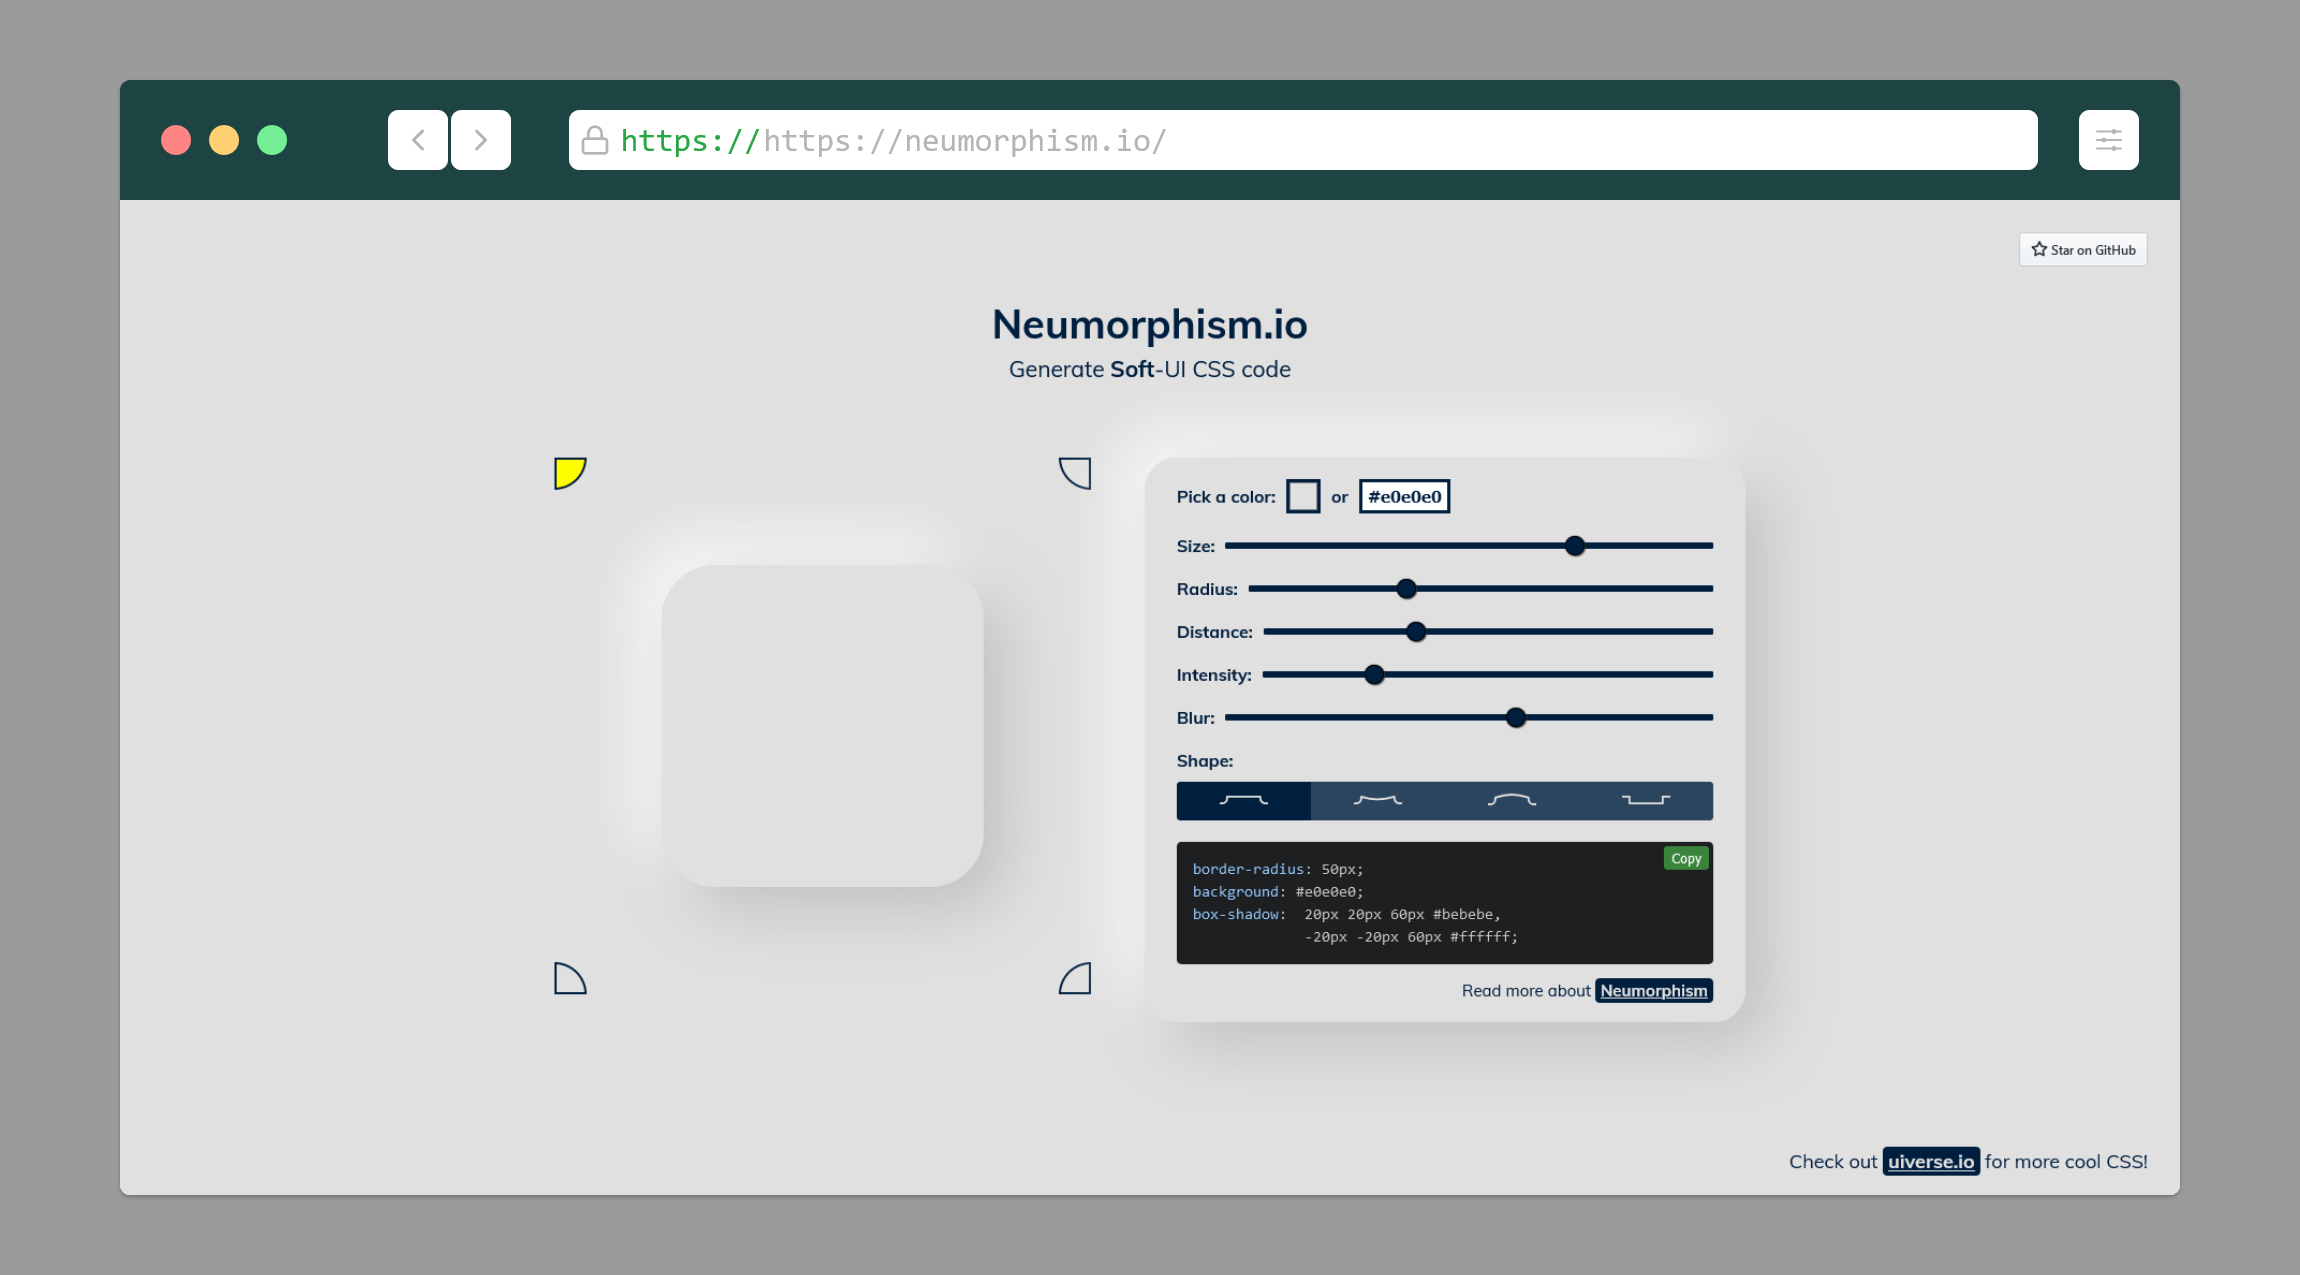 https://https://neumorphism.io/
Star on GitHub
Neumorphism.io
Generate Soft-UI CSS code
Pick a color: or #e0e0e0
Size:
Radius:
Distance:
Intensity:
Blur:
Shape:
Copy
border-radius: 50px;
background: #e0e0e0;
box-shadow:  20px 20px 60px #bebebe,
             -20px -20px 60px #ffffff;
Read more about Neumorphism
Check out uiverse.io for more cool CSS!